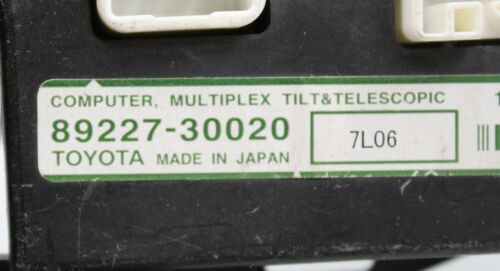 COMPUTER, MULTIPLEX TILT&TELESCOPIC
89227-30020
7L06
TOYOTA MADE IN JAPAN